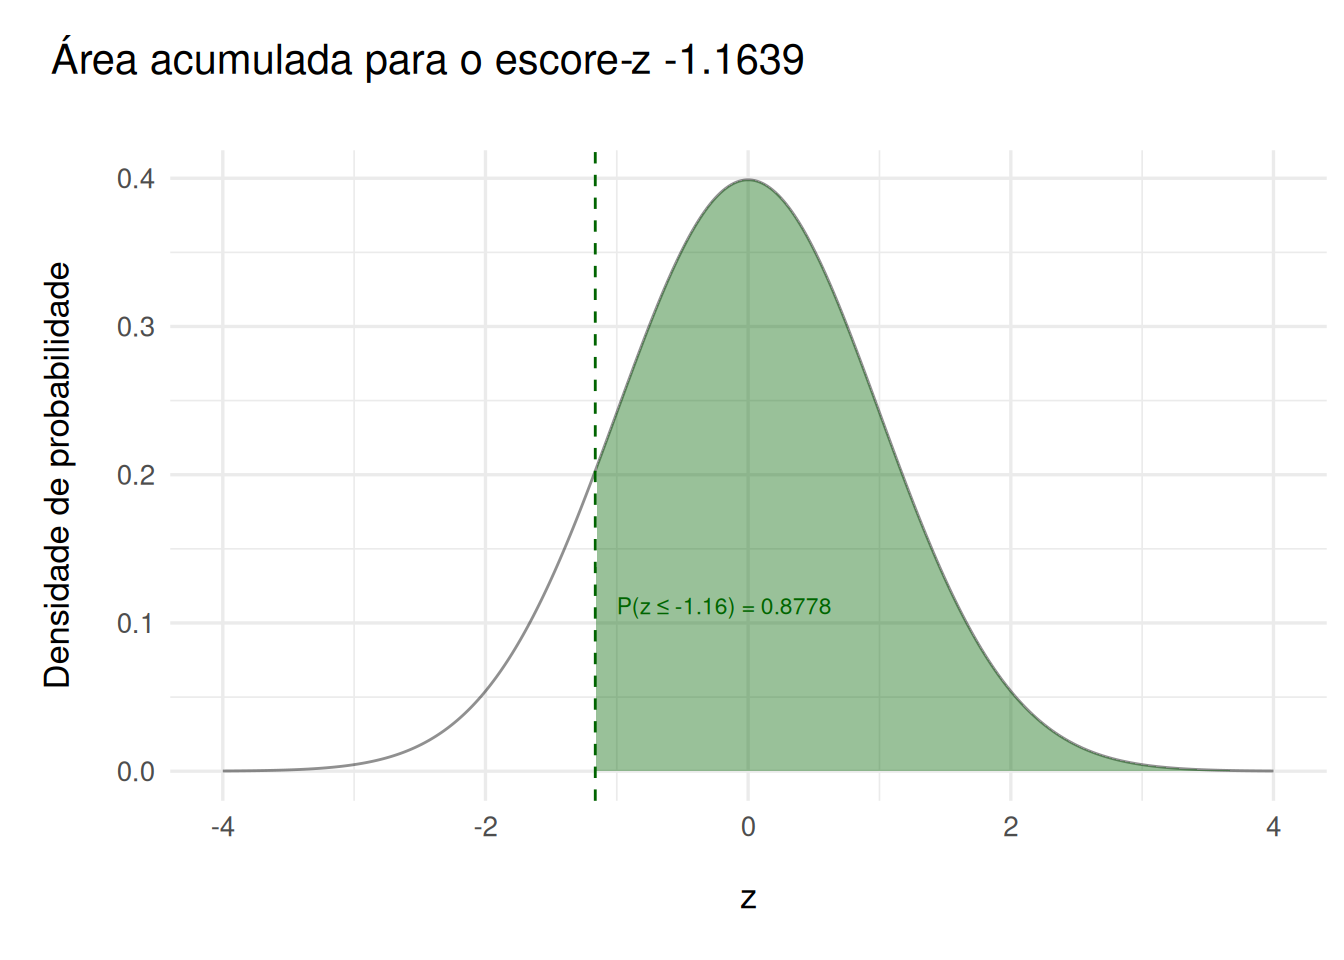 Área acumulada para o escore-z -1.1639
Densidade de probabilidade
0.4
0.3
0.2
0.1
0.0
P(z ≤ -1.16) = 0.8778
-4
-2
0
2
4
z